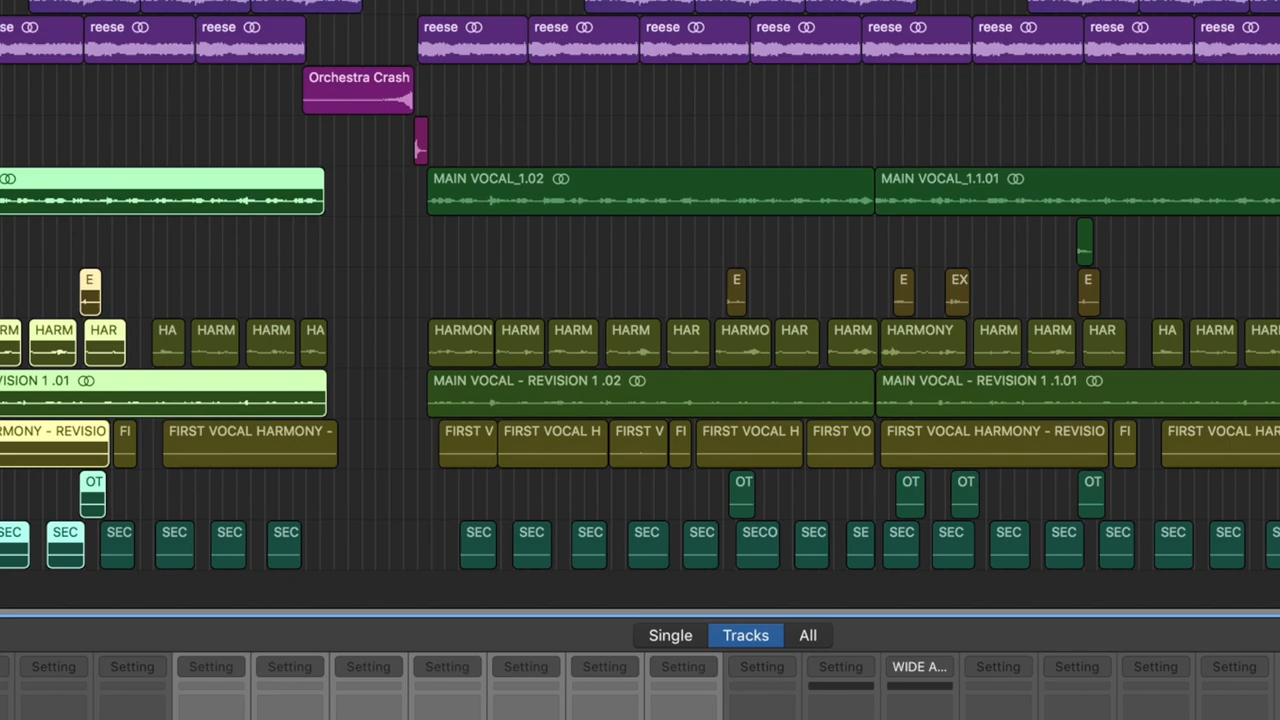 se reese reese reese reese reese reese reese reese reese reese
Orchestra Crash
MAIN VOCAL_1.02 MAIN VOCAL_1.1.01
E E E EX E
RM HARM HAR HA HARM HARM HA HARMON HARM HARM HARM HAR HARMO HAR HARM HARMONY HARM HARM HAR HA HARM HAR
VISION 1 .01 MAIN VOCAL - REVISION 1 .02 MAIN VOCAL - REVISION 1 .1.01
RMONY - REVISIO FI FIRST VOCAL HARMONY - FIRST V FIRST VOCAL H FIRST V FI FIRST VOCAL H FIRST VO FIRST VOCAL HARMONY - REVISIO FI FIRST VOCAL HAR
OT OT OT OT OT
SEC SEC SEC SEC SEC SEC SEC SEC SEC SEC SEC SECO SEC SE SEC SEC SEC SEC SEC SEC SEC S
Single Tracks All
Setting Setting Setting Setting Setting Setting Setting Setting Setting Setting Setting WIDE A... Setting Setting Setting Setting